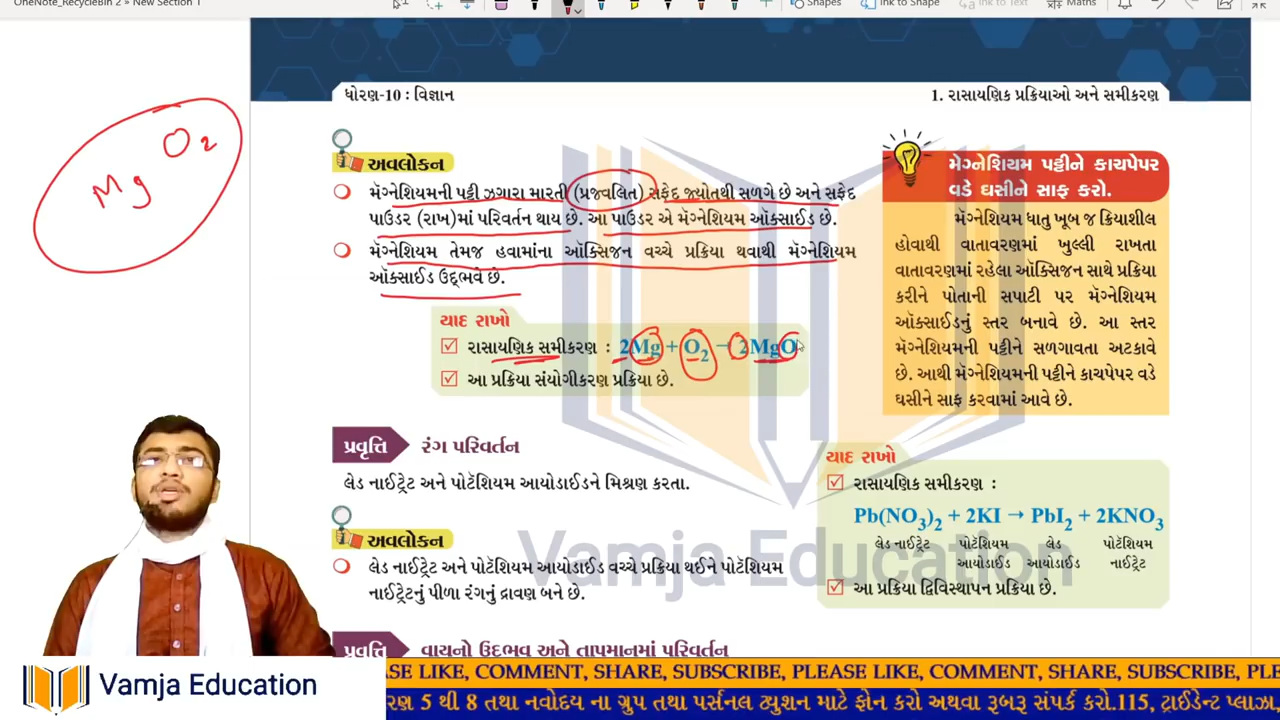 OneNote_RecycleBin 2 » New Section 1
Shapes
Ink to Shape
Ink to Text
Maths
ધોરણ-10 : વિજ્ઞાન
1. રાસાયણિક પ્રક્રિયાઓ અને સમીકરણ
Mg O2
અવલોકન
મૅગ્નેશિયમની પટ્ટી ઝગારા મારતી (પ્રજ્વલિત) સફેદ જ્યોતથી સળગે છે અને સફેદ
પાઉડર (રાખ)માં પરિવર્તન થાય છે. આ પાઉડર એ મૅગ્નેશિયમ ઑક્સાઈડ છે.
મૅગ્નેશિયમ તેમજ હવામાંના ઑક્સિજન વચ્ચે પ્રક્રિયા થવાથી મૅગ્નેશિયમ
ઑક્સાઈડ ઉદ્ભવે છે.
યાદ રાખો
રાસાયણિક સમીકરણ : 2Mg + O₂ → 2MgO
આ પ્રક્રિયા સંયોગીકરણ પ્રક્રિયા છે.
મેગ્નેશિયમ પટ્ટીને કાચપેપર
વડે ઘસીને સાફ કરો.
મૅગ્નેશિયમ ધાતુ ખૂબ જ ક્રિયાશીલ
હોવાથી વાતાવરણમાં ખુલ્લી રાખતા
વાતાવરણમાં રહેલા ઑક્સિજન સાથે પ્રક્રિયા
કરીને પોતાની સપાટી પર મૅગ્નેશિયમ
ઑક્સાઈડનું સ્તર બનાવે છે. આ સ્તર
મૅગ્નેશિયમની પટ્ટીને સળગાવતા અટકાવે
છે. આથી મૅગ્નેશિયમની પટ્ટીને કાચપેપર વડે
ઘસીને સાફ કરવામાં આવે છે.
પ્રવૃત્તિ રંગ પરિવર્તન
લેડ નાઈટ્રેટ અને પોટૅશિયમ આયોડાઈડને મિશ્રણ કરતા.
અવલોકન
લેડ નાઈટ્રેટ અને પોટૅશિયમ આયોડાઈડ વચ્ચે પ્રક્રિયા થઈને પોટૅશિયમ
નાઈટ્રેટનું પીળા રંગનું દ્રાવણ બને છે.
યાદ રાખો
રાસાયણિક સમીકરણ :
Pb(NO₃)₂ + 2KI → PbI₂ + 2KNO₃
લેડ નાઈટ્રેટ પોટૅશિયમ લેડ પોટૅશિયમ
આયોડાઈડ આયોડાઈડ નાઈટ્રેટ
આ પ્રક્રિયા દ્વિવિસ્થાપન પ્રક્રિયા છે.
Vamja Education
પ્રવૃત્તિ વાયુનો ઉદભવ અને તાપમાનમાં પરિવર્તન
Vamja Education
ASE LIKE, COMMENT, SHARE, SUBSCRIBE, PLEASE LIKE, COMMENT, SHARE, SUBSCRIBE, PLEASE
રણ 5 થી 8 તથા નવોદય ના ગ્રુપ તથા પર્સનલ ટ્યુશન માટે ફોન કરો અથવા રૂબરૂ સંપર્ક કરો.115, ટ્રાઈડેન્ટ પ્લાઝા,